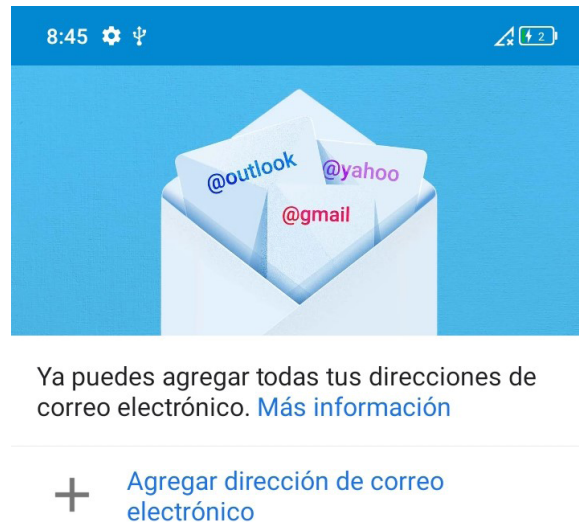 8:45
2
@outlook
@yahoo
@gmail
Ya puedes agregar todas tus direcciones de
correo electrónico. Más información
Agregar dirección de correo
electrónico